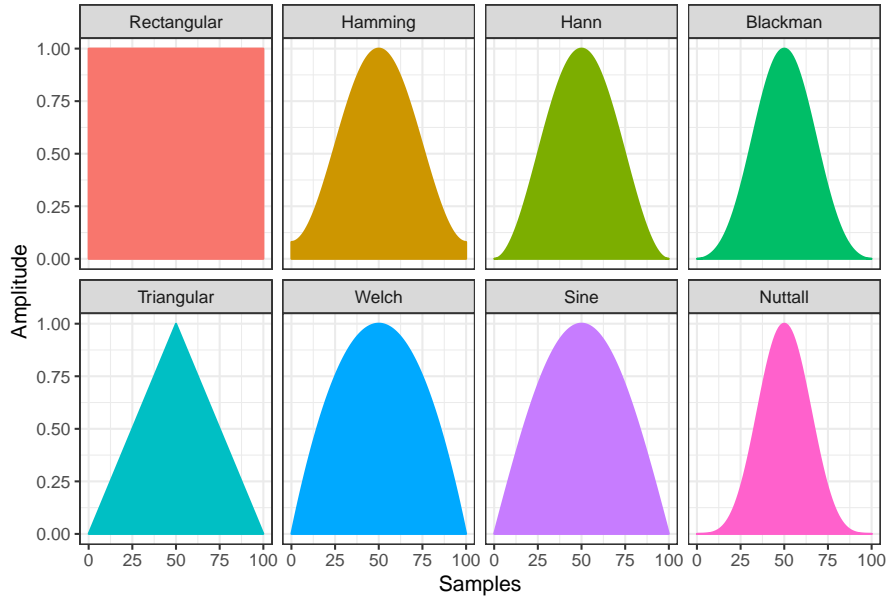 Rectangular Hamming Hann Blackman
1.00
0.75
0.50
0.25
0.00
Triangular Welch Sine Nuttall
1.00
0.75
0.50
0.25
0.00
0 25 50 75 100 0 25 50 75 100 0 25 50 75 100 0 25 50 75 100
Samples
Amplitude